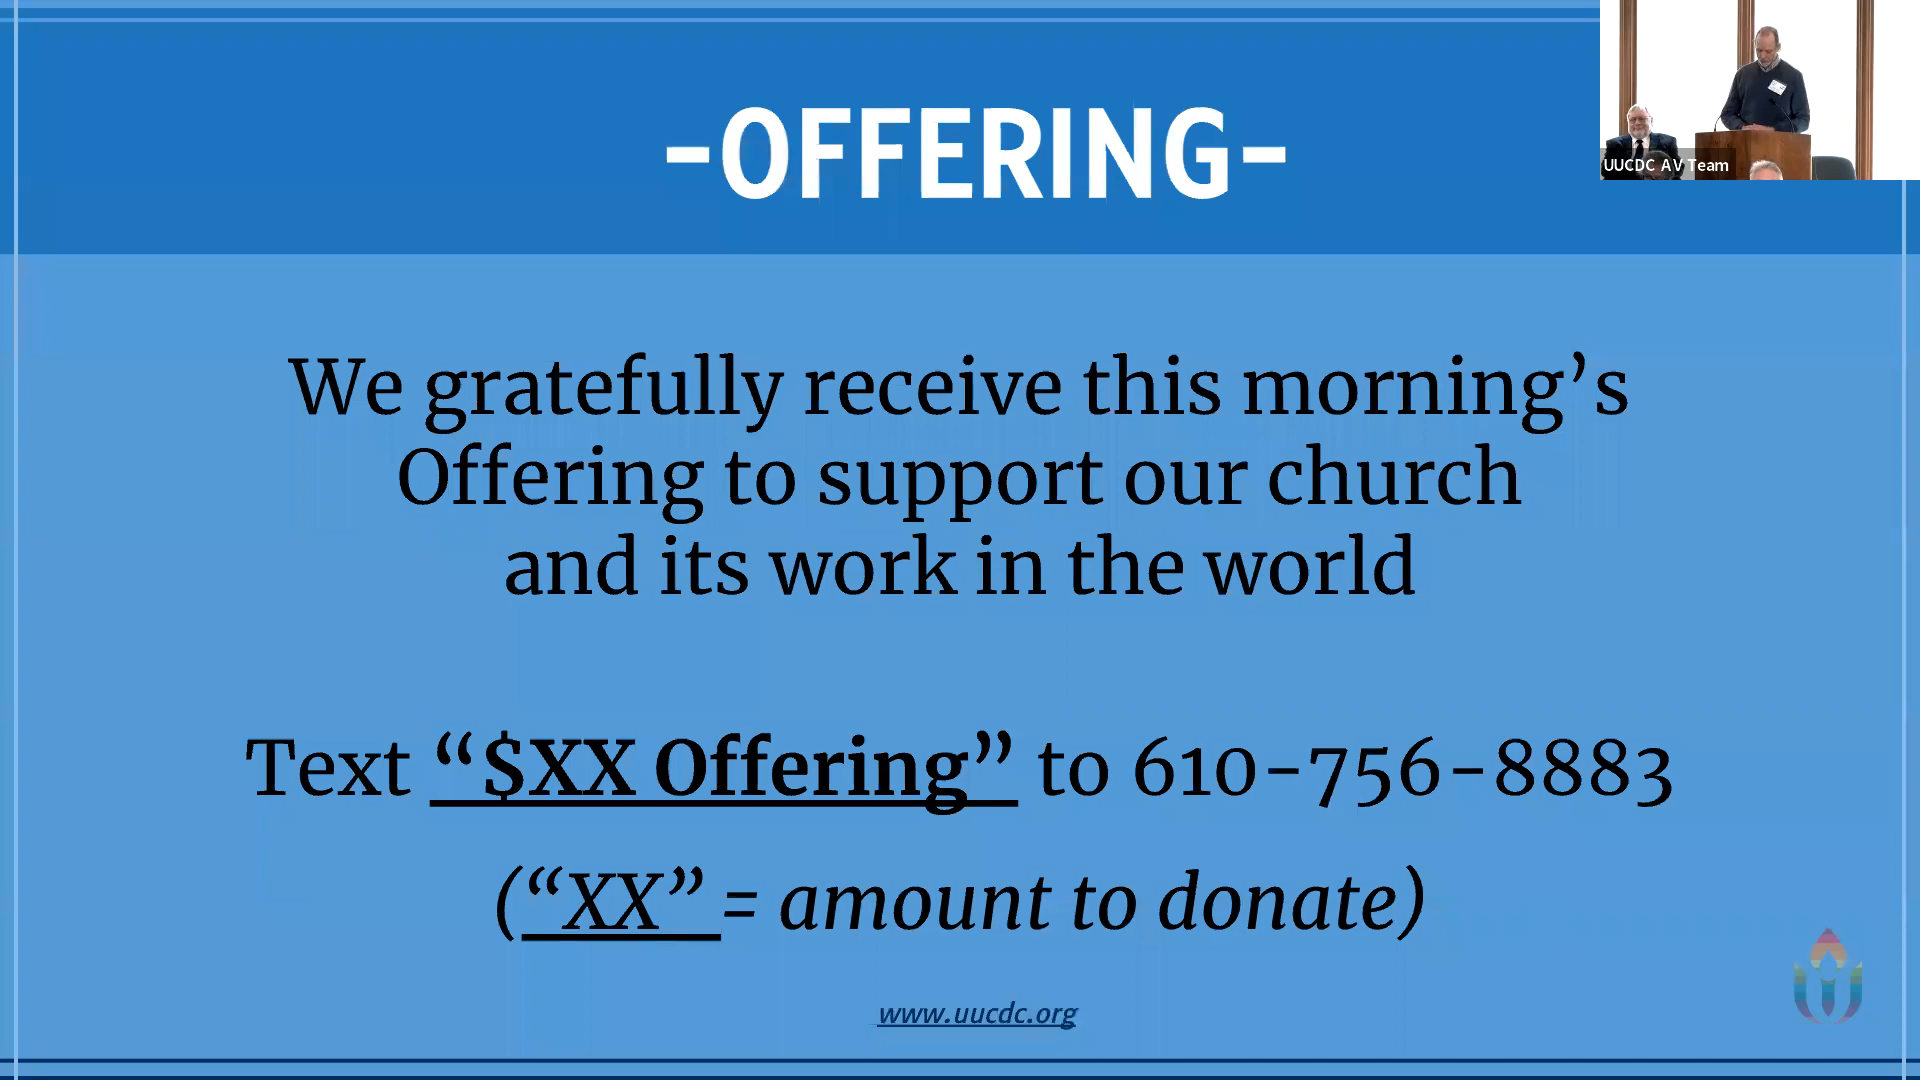 -OFFERING-
UUCDC AV Team
We gratefully receive this morning’s
Offering to support our church
and its work in the world
Text “$XX Offering” to 610-756-8883
(“XX” = amount to donate)
www.uucdc.org